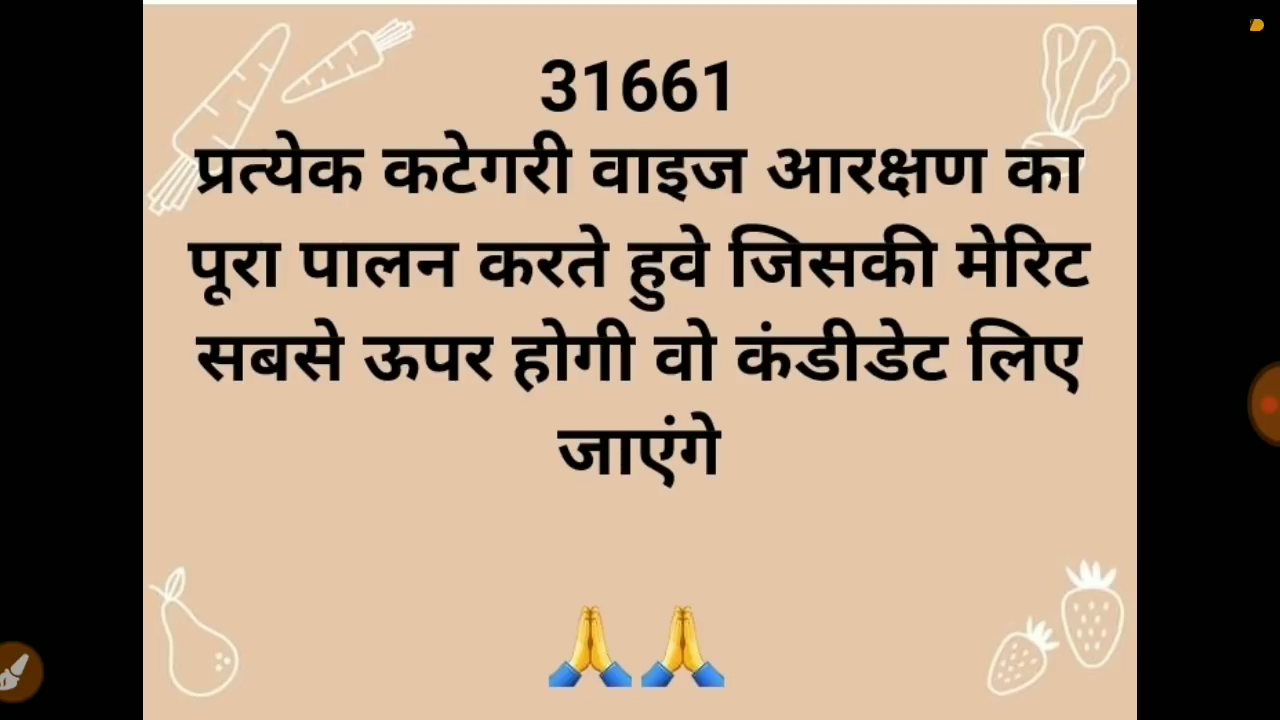 31661
प्रत्येक कटेगरी वाइज आरक्षण का
पूरा पालन करते हुवे जिसकी मेरिट
सबसे ऊपर होगी वो कंडीडेट लिए
जाएंगे